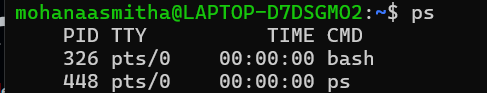 mohanaasmitha@LAPTOP-D7DSGMO2:~$ ps
    PID TTY          TIME CMD
    326 pts/0    00:00:00 bash
    448 pts/0    00:00:00 ps